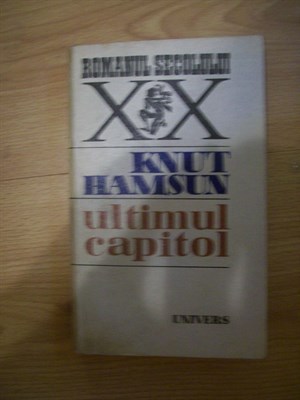 ROMANUL SECOLULUI
XX
KNUT
HAMSUN
ultimul
capitol
UNIVERS